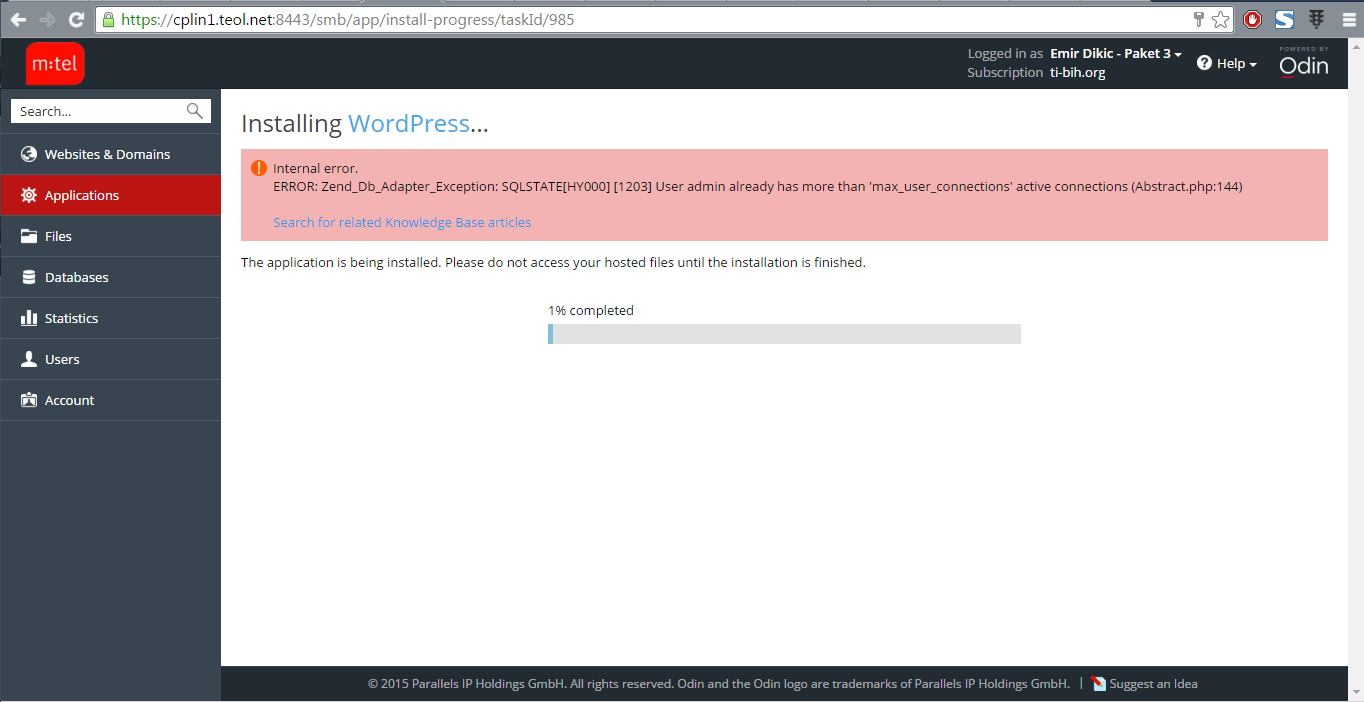 https://cplin1.teol.net:8443/smb/app/install-progress/taskId/985
m:tel
Logged in as Emir Dikic - Paket 3
Subscription ti-bih.org
Help
POWERED BY
Odin
Search...
Websites & Domains
Applications
Files
Databases
Statistics
Users
Account
Installing WordPress...
Internal error.
ERROR: Zend_Db_Adapter_Exception: SQLSTATE[HY000] [1203] User admin already has more than 'max_user_connections' active connections (Abstract.php:144)
Search for related Knowledge Base articles
The application is being installed. Please do not access your hosted files until the installation is finished.
1% completed
© 2015 Parallels IP Holdings GmbH. All rights reserved. Odin and the Odin logo are trademarks of Parallels IP Holdings GmbH. | Suggest an Idea